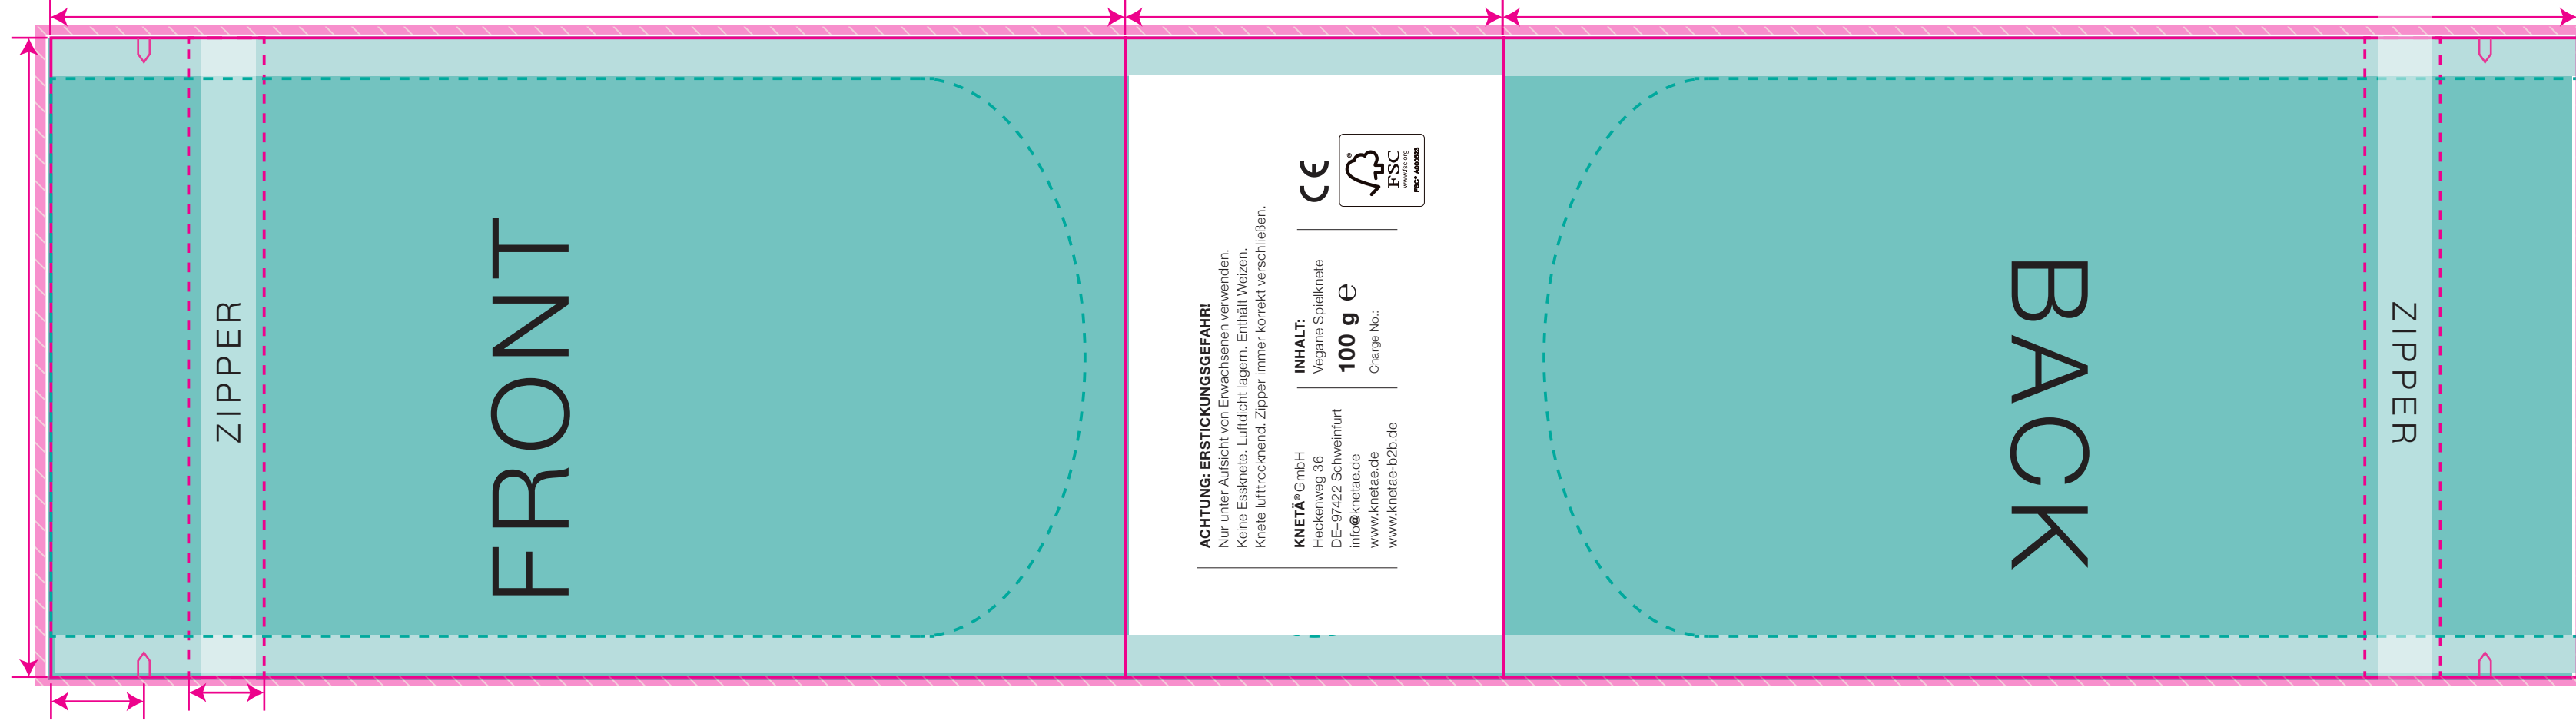 ZIPPER
FRONT
ACHTUNG: ERSTICKUNGSGEFAHR!
Nur unter Aufsicht von Erwachsenen verwenden.
Keine Essknete. Luftdicht lagern. Enthält Weizen.
Knete lufttrocknend. Zipper immer korrekt verschließen.
KNETÄ® GmbH
Heckenweg 36
DE–97422 Schweinfurt
info@knetae.de
www.knetae.de
www.knetae-b2b.de
INHALT:
Vegane Spielknete
100 g ℮
Charge No.:
CE
®
FSC
www.fsc.org
FSC® A000523
BACK
ZIPPER